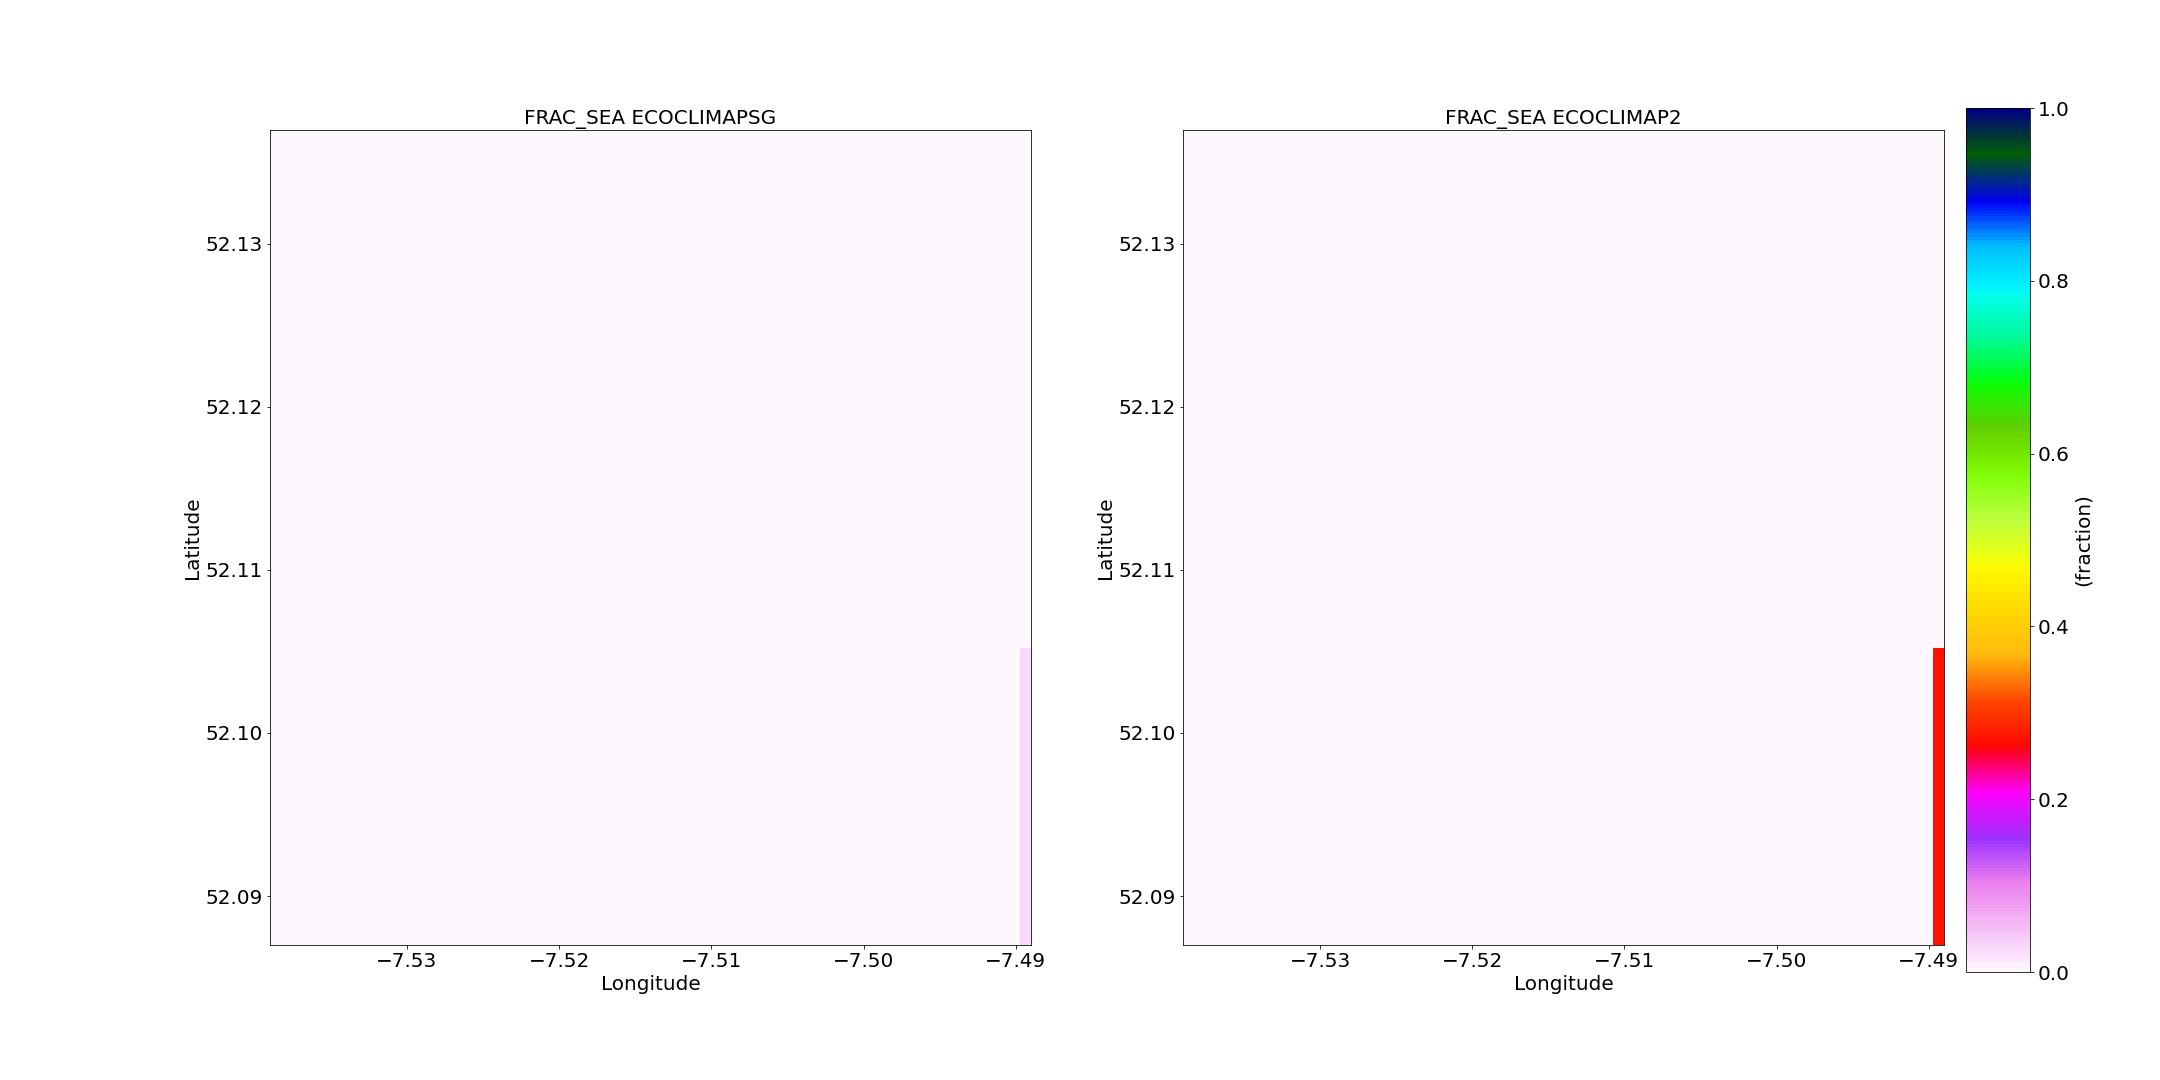 FRAC_SEA ECOCLIMAPSG
52.13
52.12
52.11
52.10
52.09
Latitude
−7.53 −7.52 −7.51 −7.50 −7.49
Longitude
FRAC_SEA ECOCLIMAP2
52.13
52.12
52.11
52.10
52.09
Latitude
−7.53 −7.52 −7.51 −7.50 −7.49
Longitude
1.0
0.8
0.6
0.4
0.2
0.0
(fraction)